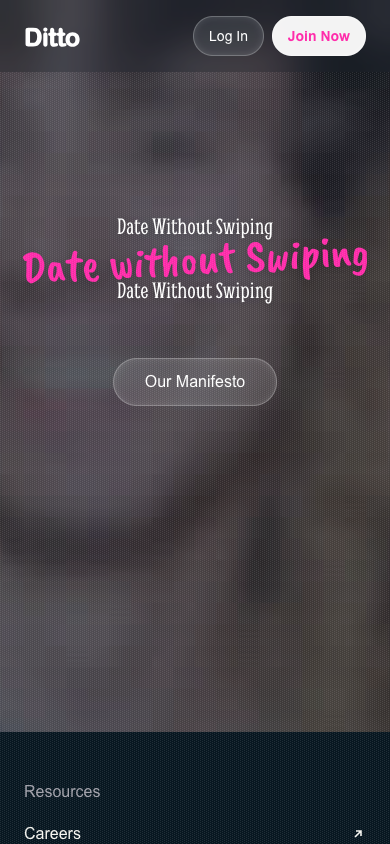 Ditto
Log In
Join Now
Date Without Swiping
Date without Swiping
Date Without Swiping
Our Manifesto
Resources
Careers